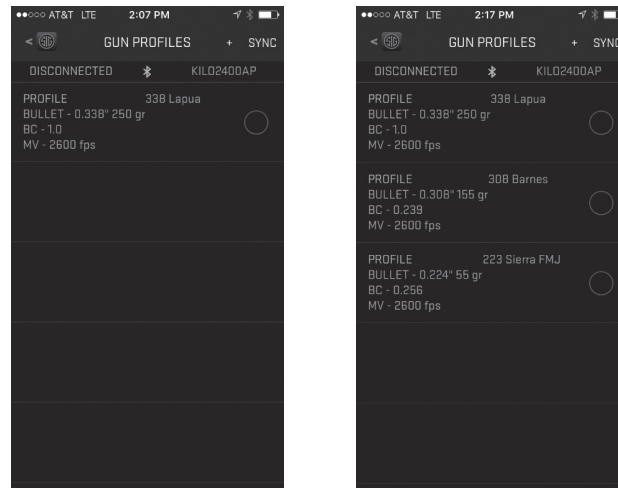 AT&T LTE 2:07 PM
< SIG GUN PROFILES + SYNC
DISCONNECTED KILO2400AP
PROFILE 338 Lapua
BULLET - 0.338" 250 gr
BC - 1.0
MV - 2600 fps
AT&T LTE 2:17 PM
< SIG GUN PROFILES + SYNC
DISCONNECTED KILO2400AP
PROFILE 338 Lapua
BULLET - 0.338" 250 gr
BC - 1.0
MV - 2600 fps
PROFILE 308 Barnes
BULLET - 0.308" 155 gr
BC - 0.239
MV - 2600 fps
PROFILE 223 Sierra FMJ
BULLET - 0.224" 55 gr
BC - 0.256
MV - 2600 fps